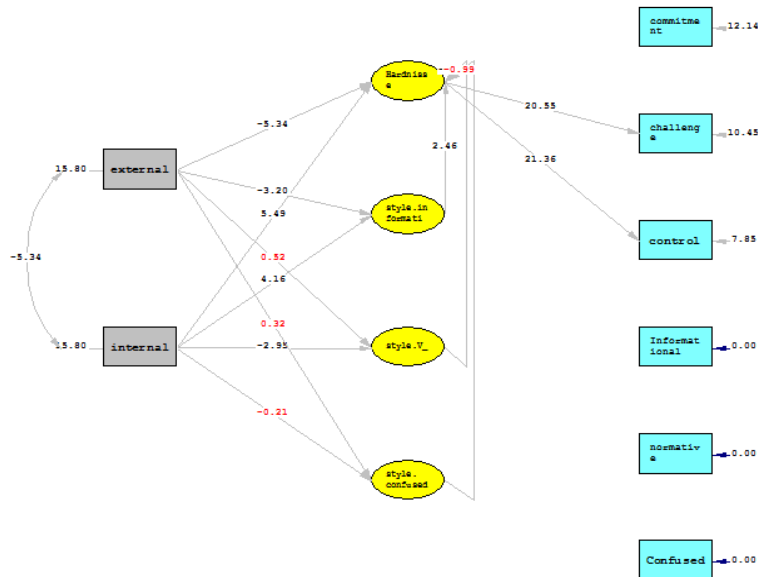 commitme
nt
12.14
Hardniss
e
-0.99
20.55
-5.34
challeng
e
10.45
2.46
21.36
15.80
external
-3.20
style.in
formati
5.49
control
7.85
0.52
-5.34
4.16
0.32
15.80
internal
-2.95
style.V_
Informat
ional
0.00
-0.21
normativ
e
0.00
style.
confused
Confused
0.00